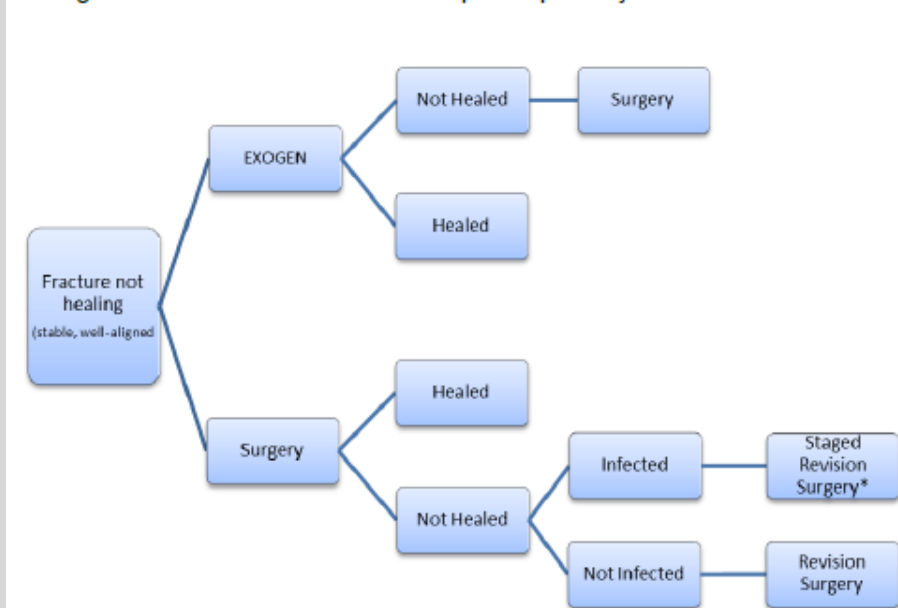 Not Healed
Surgery
EXOGEN
Healed
Fracture not
healing
(stable, well-aligned
Healed
Surgery
Infected
Staged
Revision
Surgery*
Not Healed
Not Infected
Revision
Surgery